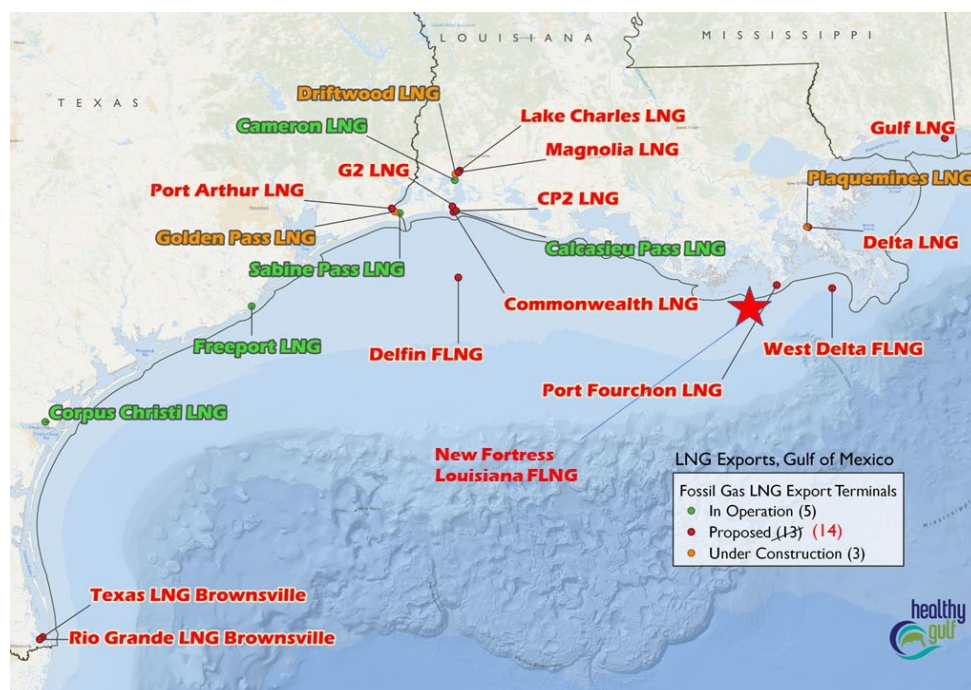 LOUISIANA
MISSISSIPPI
TEXAS
Driftwood LNG
Cameron LNG
Lake Charles LNG
Magnolia LNG
Gulf LNG
G2 LNG
Port Arthur LNG
CP2 LNG
Plaquemines LNG
Golden Pass LNG
Calcasieu Pass LNG
Delta LNG
Sabine Pass LNG
Commonwealth LNG
Freeport LNG
Delfin FLNG
West Delta FLNG
Port Fourchon LNG
Corpus Christi LNG
New Fortress
Louisiana FLNG
LNG Exports, Gulf of Mexico
Fossil Gas LNG Export Terminals
In Operation (5)
Proposed (13) (14)
Under Construction (3)
Texas LNG Brownsville
Rio Grande LNG Brownsville
healthy
gulf